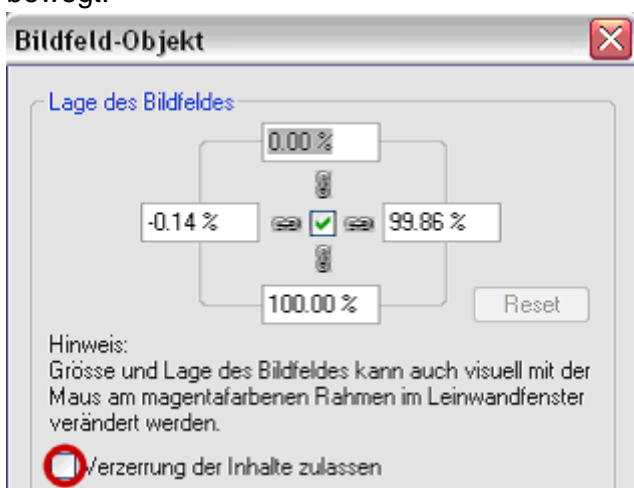 bewegt.
Bildfeld-Objekt
Lage des Bildfeldes
0.00 %
-0.14 %
99.86 %
100.00 %
Reset
Hinweis:
Grösse und Lage des Bildfeldes kann auch visuell mit der
Maus am magentafarbenen Rahmen im Leinwandfenster
verändert werden.
Verzerrung der Inhalte zulassen